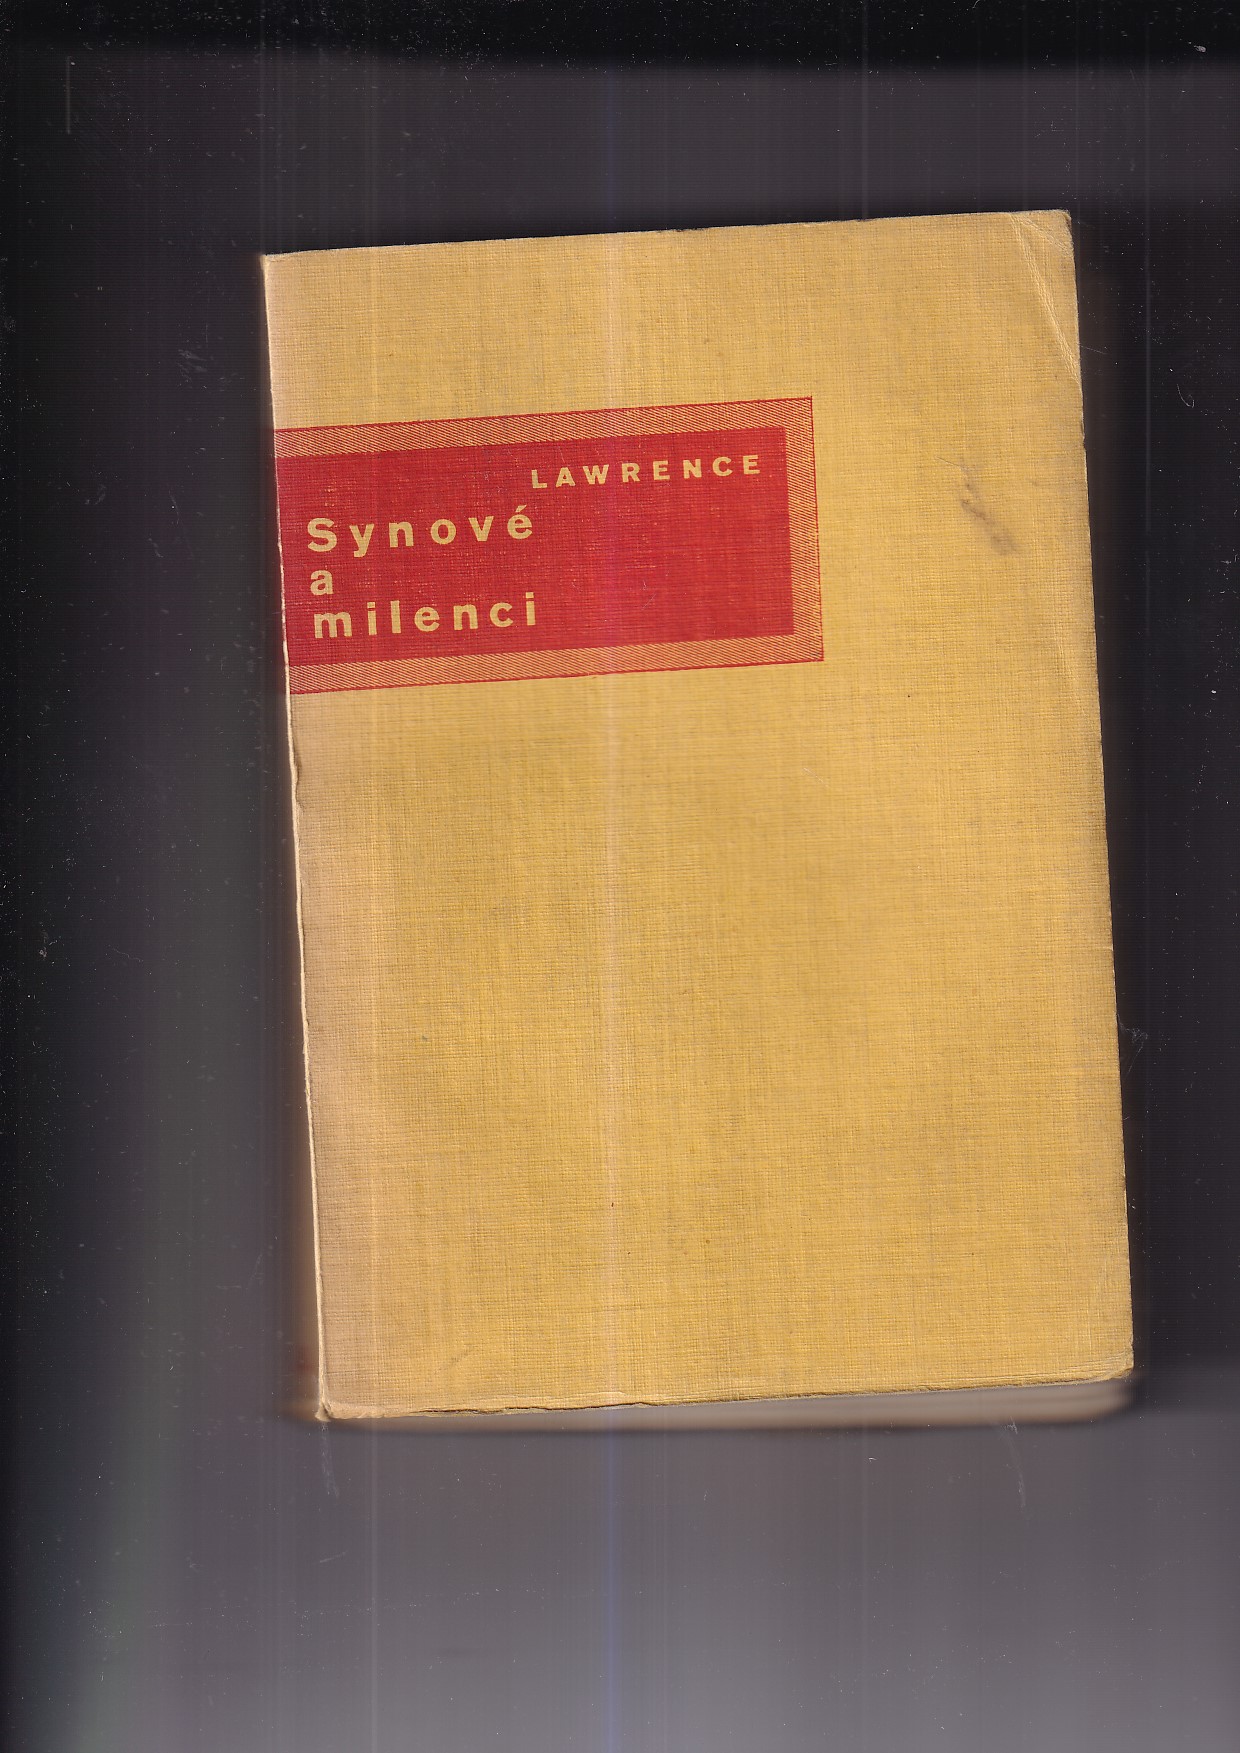 LAWRENCE
Synové
a
milenci